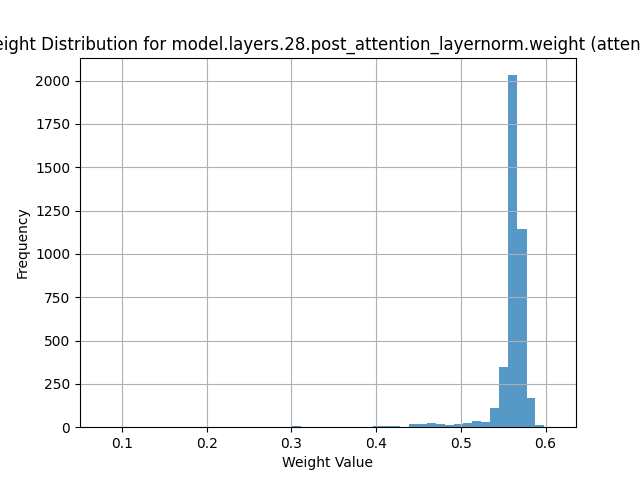 eight Distribution for model.layers.28.post_attention_layernorm.weight (atten
Frequency
2000
1750
1500
1250
1000
750
500
250
0
0.1 0.2 0.3 0.4 0.5 0.6
Weight Value